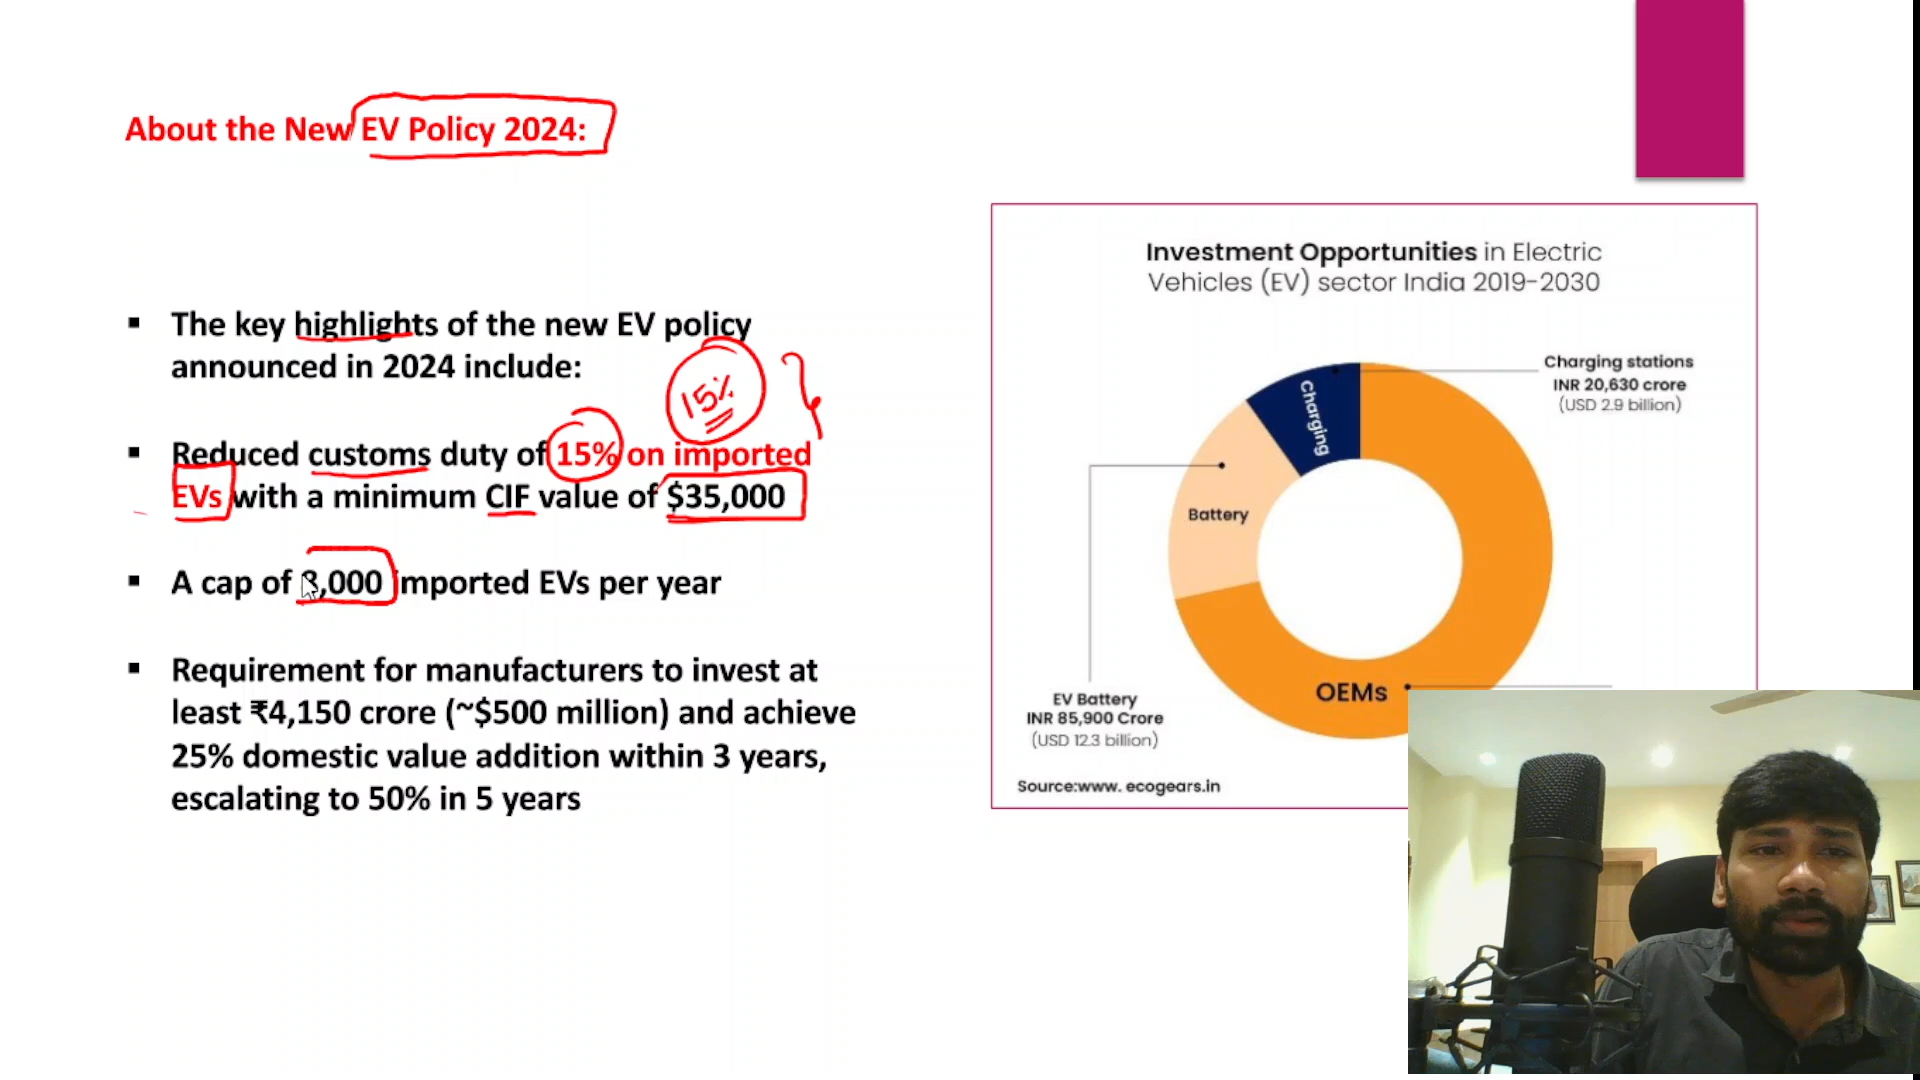 About the New EV Policy 2024:
The key highlights of the new EV policy
announced in 2024 include:
15%
Reduced customs duty of 15% on imported
EVs with a minimum CIF value of $35,000
A cap of 8,000 imported EVs per year
Requirement for manufacturers to invest at
least ₹4,150 crore (~$500 million) and achieve
25% domestic value addition within 3 years,
escalating to 50% in 5 years
Investment Opportunities in Electric
Vehicles (EV) sector India 2019-2030
Charging stations
INR 20,630 crore
(USD 2.9 billion)
Charging
Battery
OEMs
EV Battery
INR 85,900 Crore
(USD 12.3 billion)
Source:www. ecogears.in